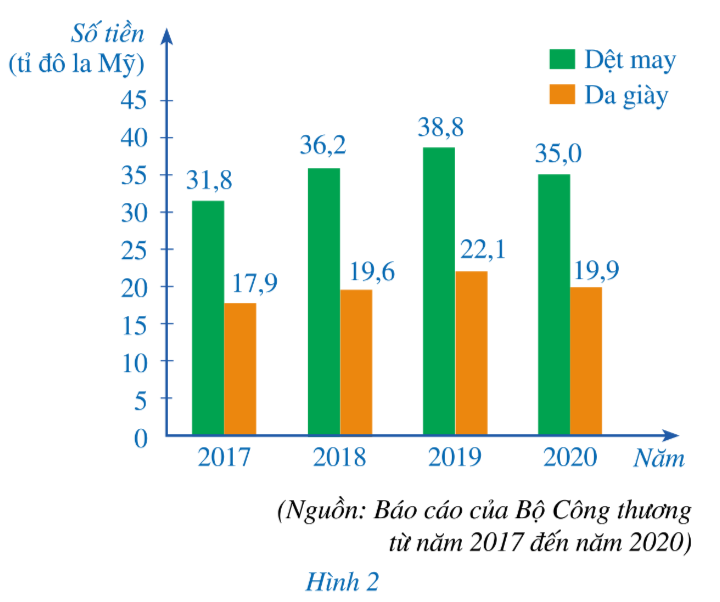 Số tiền
(tỉ đô la Mỹ)
Dệt may
Da giày
45
40
35
30
25
20
15
10
5
0
31,8
17,9
36,2
19,6
38,8
22,1
35,0
19,9
2017 2018 2019 2020 Năm
(Nguồn: Báo cáo của Bộ Công thương
từ năm 2017 đến năm 2020)
Hình 2